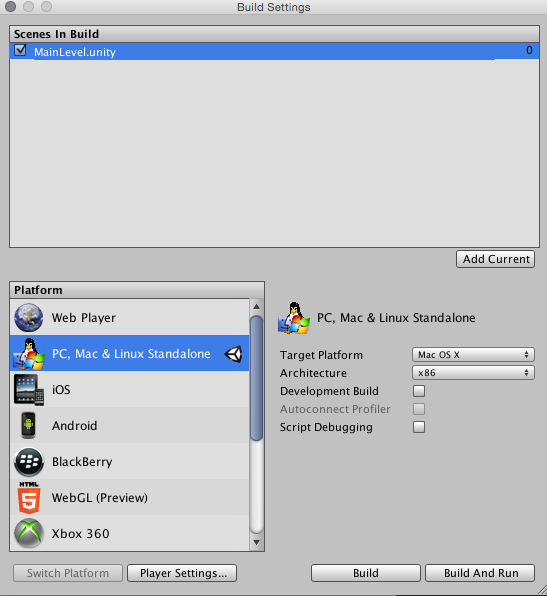 Build Settings
Scenes In Build
MainLevel.unity 0
Add Current
Platform
Web Player
PC, Mac & Linux Standalone
iOS
Android
BlackBerry
HTML
5
WebGL (Preview)
Xbox 360
PC, Mac & Linux Standalone
Target Platform Mac OS X
Architecture x86
Development Build
Autoconnect Profiler
Script Debugging
Switch Platform Player Settings... Build Build And Run